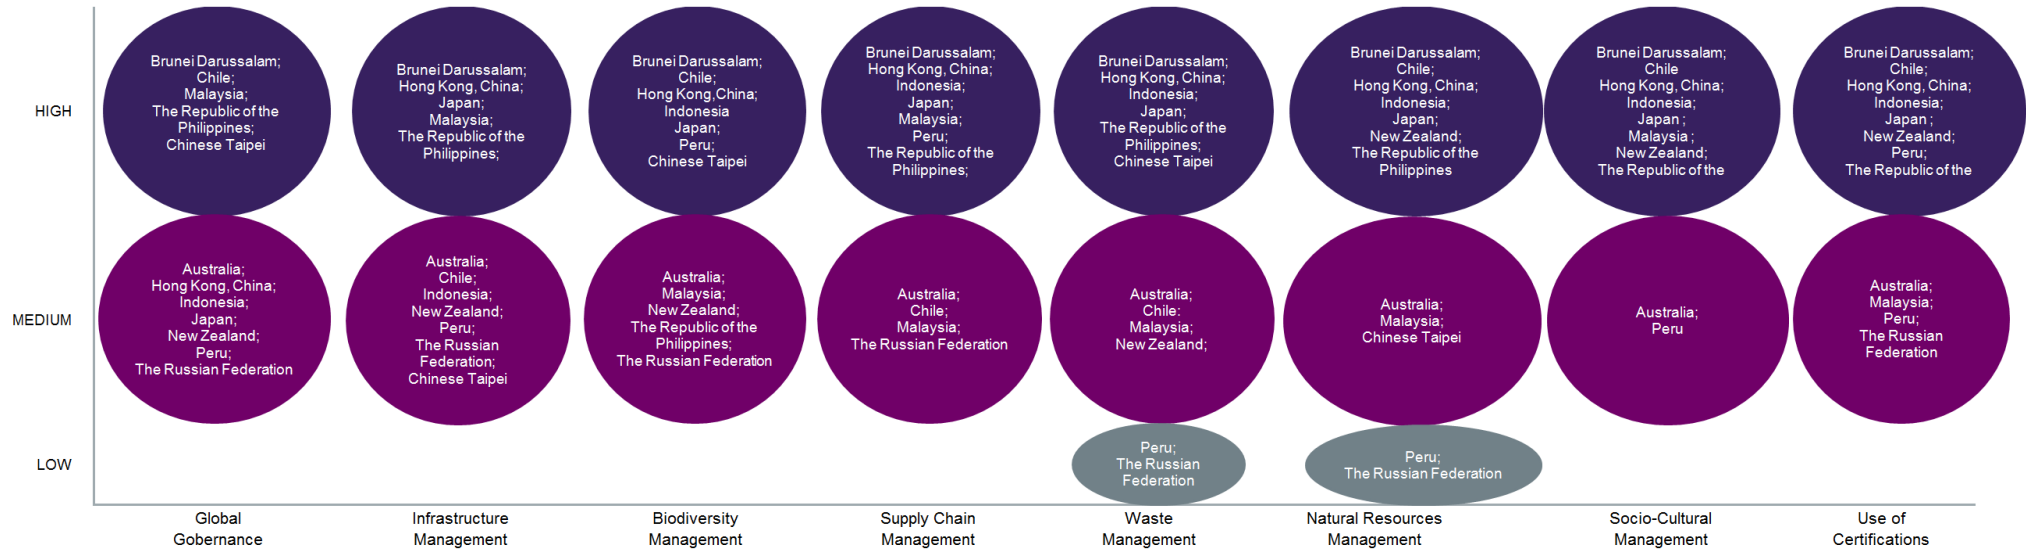 HIGH
Brunei Darussalam;
Chile;
Malaysia;
The Republic of the
Philippines;
Chinese Taipei
Brunei Darussalam;
Hong Kong, China;
Japan;
Malaysia;
The Republic of the
Philippines;
Brunei Darussalam;
Chile;
Hong Kong,China;
Indonesia
Japan;
Peru;
Chinese Taipei
Brunei Darussalam;
Hong Kong, China;
Indonesia;
Japan;
Malaysia;
Peru;
The Republic of the
Philippines;
Brunei Darussalam;
Hong Kong, China;
Indonesia;
Japan;
The Republic of the
Philippines;
Chinese Taipei
Brunei Darussalam;
Chile;
Hong Kong, China;
Indonesia;
Japan;
New Zealand;
The Republic of the
Philippines
Brunei Darussalam;
Chile
Hong Kong, China;
Indonesia;
Japan ;
Malaysia ;
New Zealand;
The Republic of the
Brunei Darussalam;
Chile;
Hong Kong, China;
Indonesia;
Japan ;
New Zealand;
Peru;
The Republic of the
MEDIUM
Australia;
Hong Kong, China;
Indonesia;
Japan;
New Zealand;
Peru;
The Russian Federation
Australia;
Chile;
Indonesia;
New Zealand;
Peru;
The Russian
Federation;
Chinese Taipei
Australia;
Malaysia;
New Zealand;
The Republic of the
Philippines;
The Russian Federation
Australia;
Chile;
Malaysia;
The Russian Federation
Australia;
Chile:
Malaysia;
New Zealand;
Australia;
Malaysia;
Chinese Taipei
Australia;
Peru
Australia;
Malaysia;
Peru;
The Russian
Federation
LOW
Peru;
The Russian
Federation
Peru;
The Russian Federation
Global
Gobernance
Infrastructure
Management
Biodiversity
Management
Supply Chain
Management
Waste
Management
Natural Resources
Management
Socio-Cultural
Management
Use of
Certifications